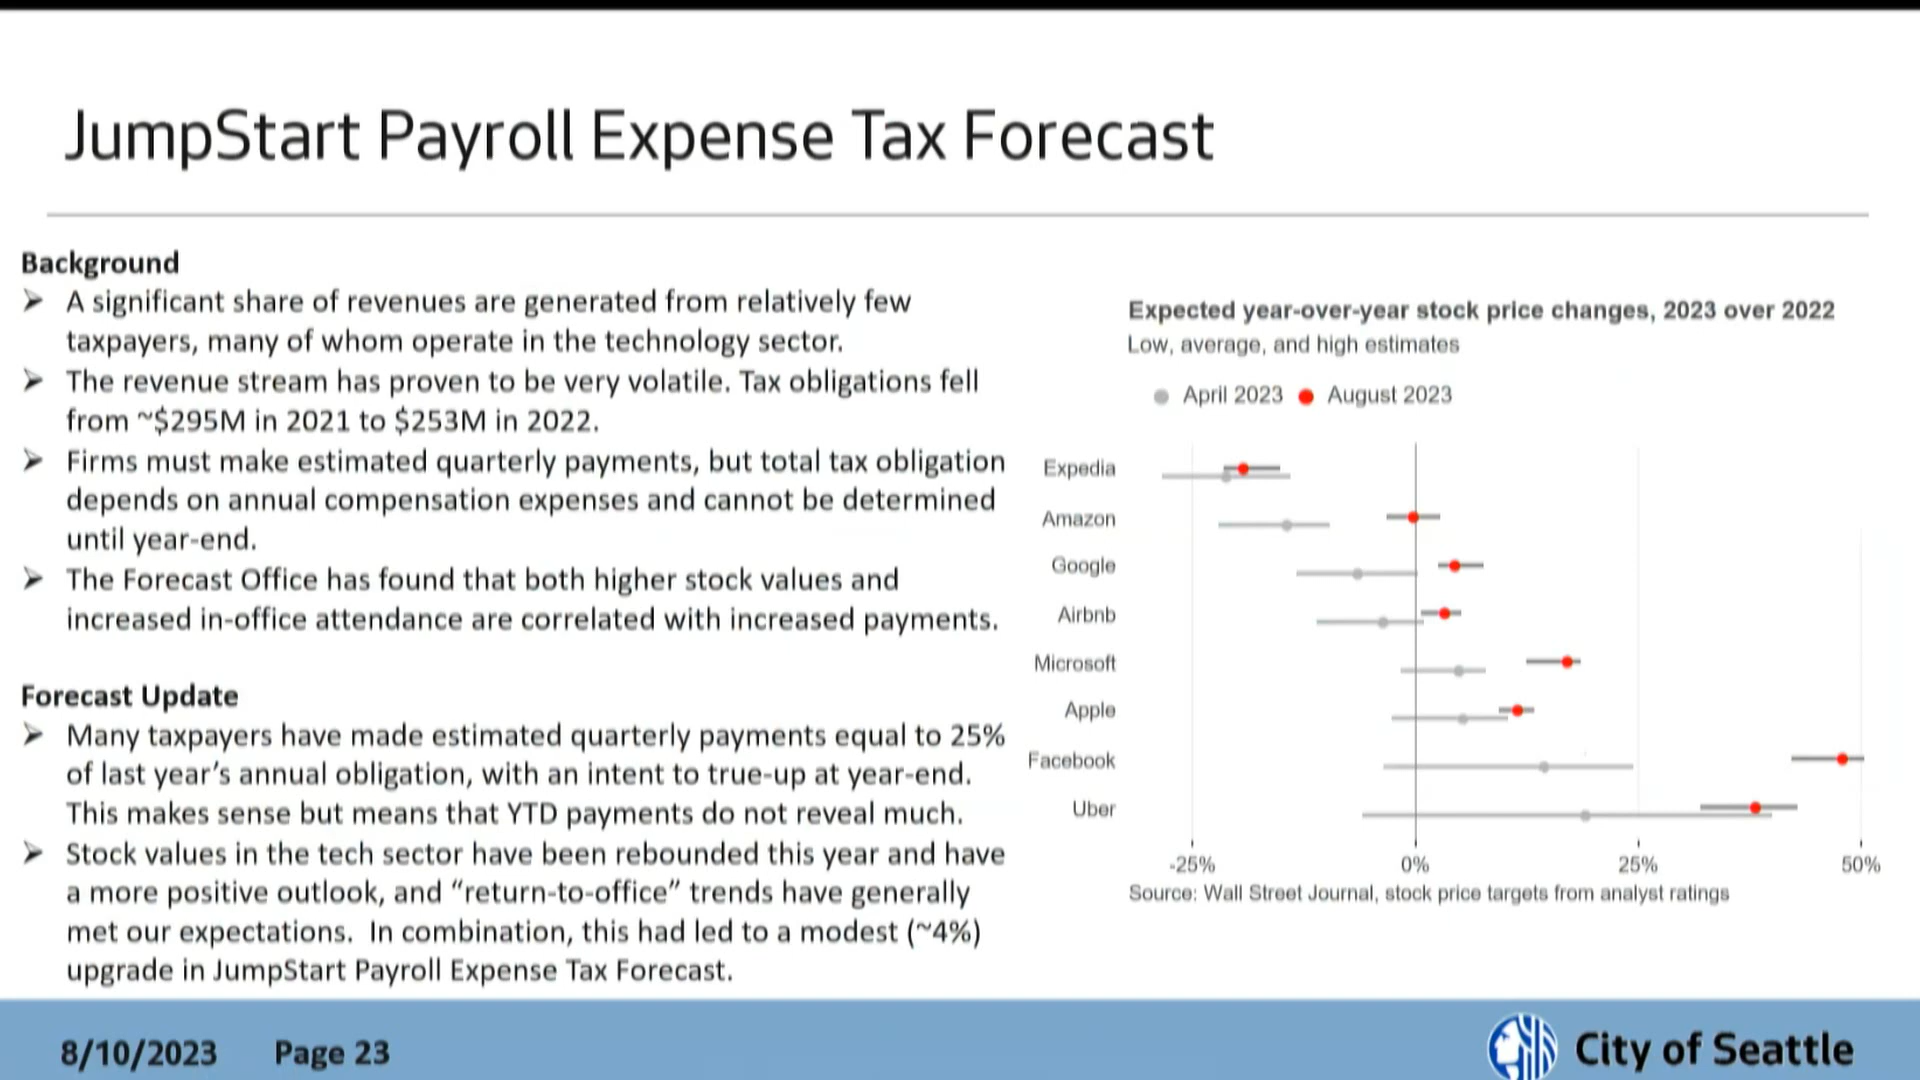 JumpStart Payroll Expense Tax Forecast
Background
A significant share of revenues are generated from relatively few
taxpayers, many of whom operate in the technology sector.
The revenue stream has proven to be very volatile. Tax obligations fell
from ~$295M in 2021 to $253M in 2022.
Firms must make estimated quarterly payments, but total tax obligation
depends on annual compensation expenses and cannot be determined
until year-end.
The Forecast Office has found that both higher stock values and
increased in-office attendance are correlated with increased payments.
Forecast Update
Many taxpayers have made estimated quarterly payments equal to 25%
of last year’s annual obligation, with an intent to true-up at year-end.
This makes sense but means that YTD payments do not reveal much.
Stock values in the tech sector have been rebounded this year and have
a more positive outlook, and “return-to-office” trends have generally
met our expectations. In combination, this had led to a modest (~4%)
upgrade in JumpStart Payroll Expense Tax Forecast.
Expected year-over-year stock price changes, 2023 over 2022
Low, average, and high estimates
April 2023 August 2023
Expedia
Amazon
Google
Airbnb
Microsoft
Apple
Facebook
Uber
-25% 0% 25% 50%
Source: Wall Street Journal, stock price targets from analyst ratings
8/10/2023 Page 23
City of Seattle